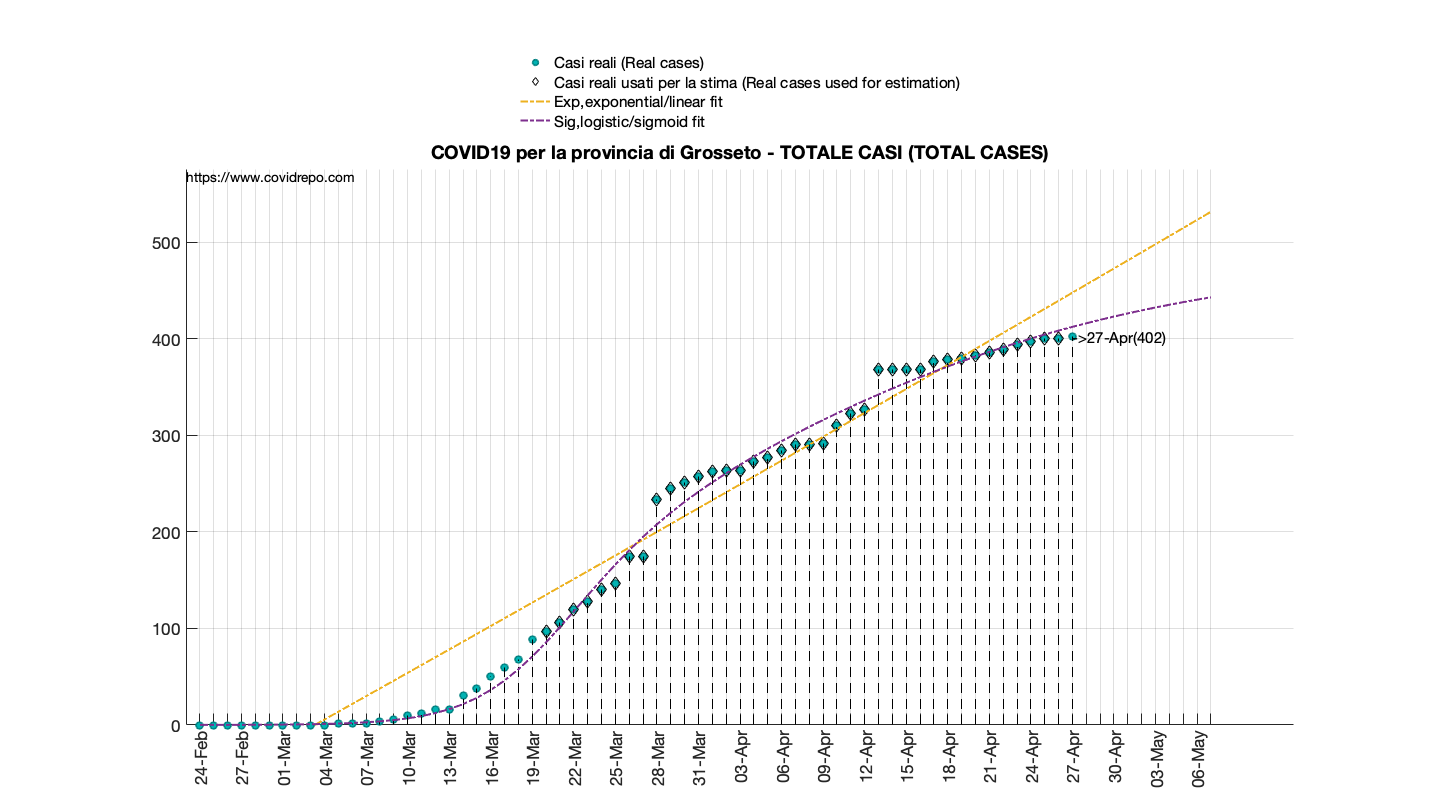 Casi reali (Real cases)
Casi reali usati per la stima (Real cases used for estimation)
Exp,exponential/linear fit
Sig,logistic/sigmoid fit
COVID19 per la provincia di Grosseto - TOTALE CASI (TOTAL CASES)
https://www.covidrepo.com
500
400
300
200
100
0
>27-Apr(402)
24-Feb
27-Feb
01-Mar
04-Mar
07-Mar
10-Mar
13-Mar
16-Mar
19-Mar
22-Mar
25-Mar
28-Mar
31-Mar
03-Apr
06-Apr
09-Apr
12-Apr
15-Apr
18-Apr
21-Apr
24-Apr
27-Apr
30-Apr
03-May
06-May